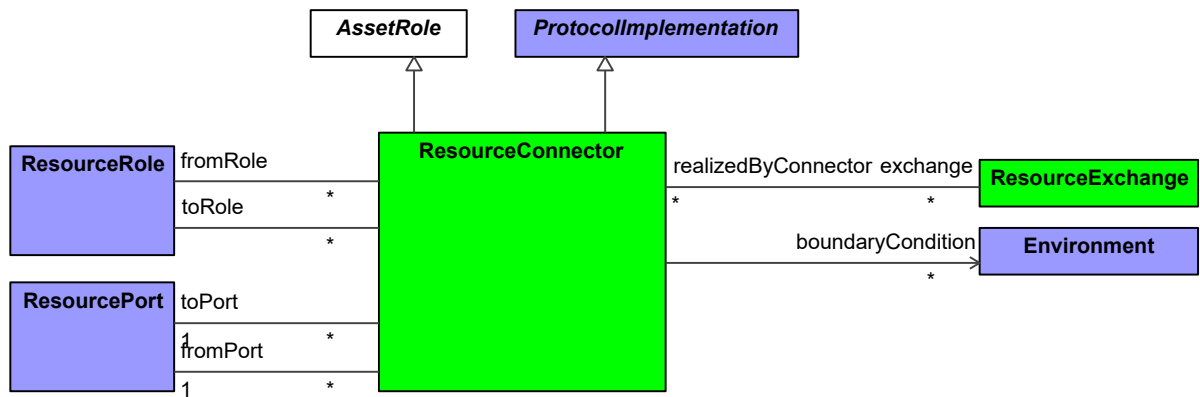 AssetRole
ProtocolImplementation
ResourceRole
fromRole
*
toRole
*
ResourceConnector
realizedByConnector
exchange
*
*
ResourceExchange
boundaryCondition
*
Environment
ResourcePort
toPort
1
*
fromPort
1
*